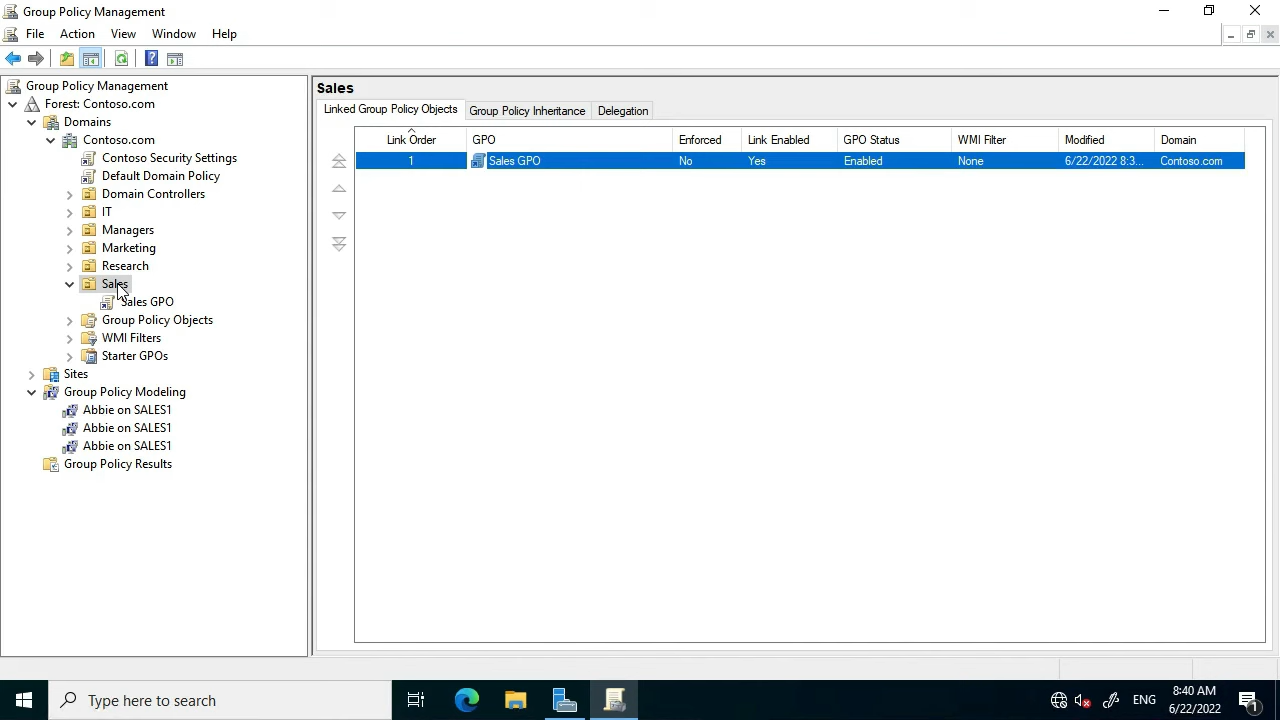 Group Policy Management
File Action View Window Help
Group Policy Management
Forest: Contoso.com
Domains
Contoso.com
Contoso Security Settings
Default Domain Policy
Domain Controllers
IT
Managers
Marketing
Research
Sales
Sales GPO
Group Policy Objects
WMI Filters
Starter GPOs
Sites
Group Policy Modeling
Abbie on SALES1
Abbie on SALES1
Abbie on SALES1
Group Policy Results
Sales
Linked Group Policy Objects Group Policy Inheritance Delegation
Link Order GPO Enforced Link Enabled GPO Status WMI Filter Modified Domain
1 Sales GPO No Yes Enabled None 6/22/2022 8:3... Contoso.com
Type here to search
ENG
8:40 AM
6/22/2022
1